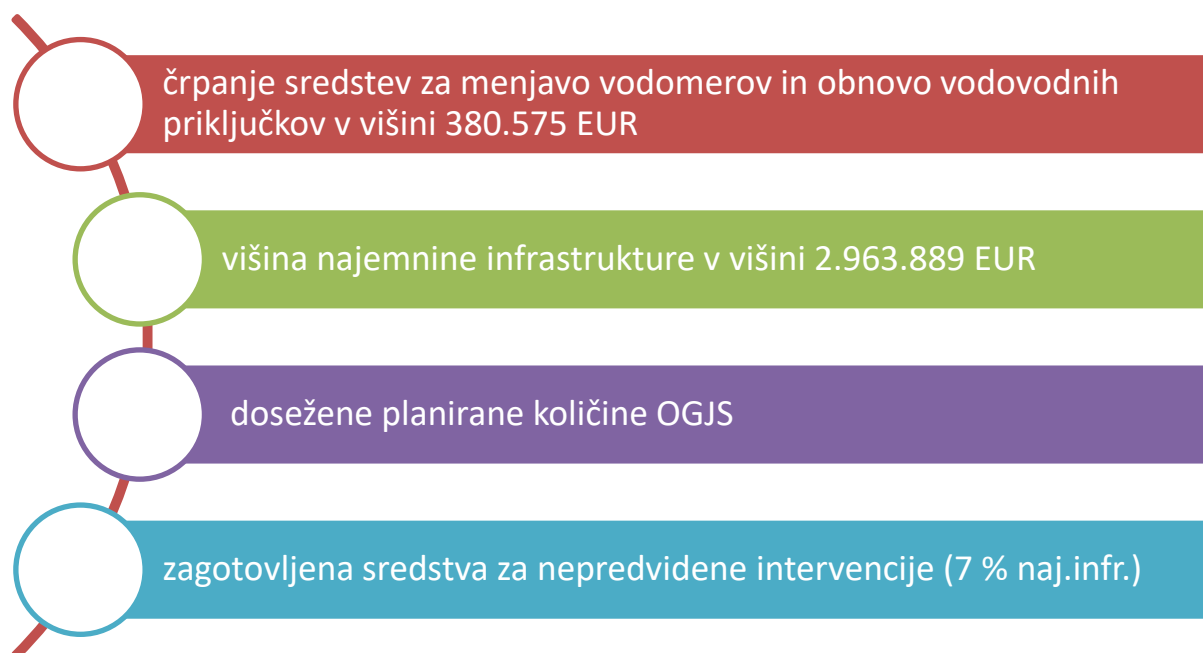 črpanje sredstev za menjavo vodomerov in obnovo vodovodnih
priključkov v višini 380.575 EUR
višina najemnine infrastrukture v višini 2.963.889 EUR
dosežene planirane količine OGJS
zagotovljena sredstva za nepredvidene intervencije (7 % naj.infr.)